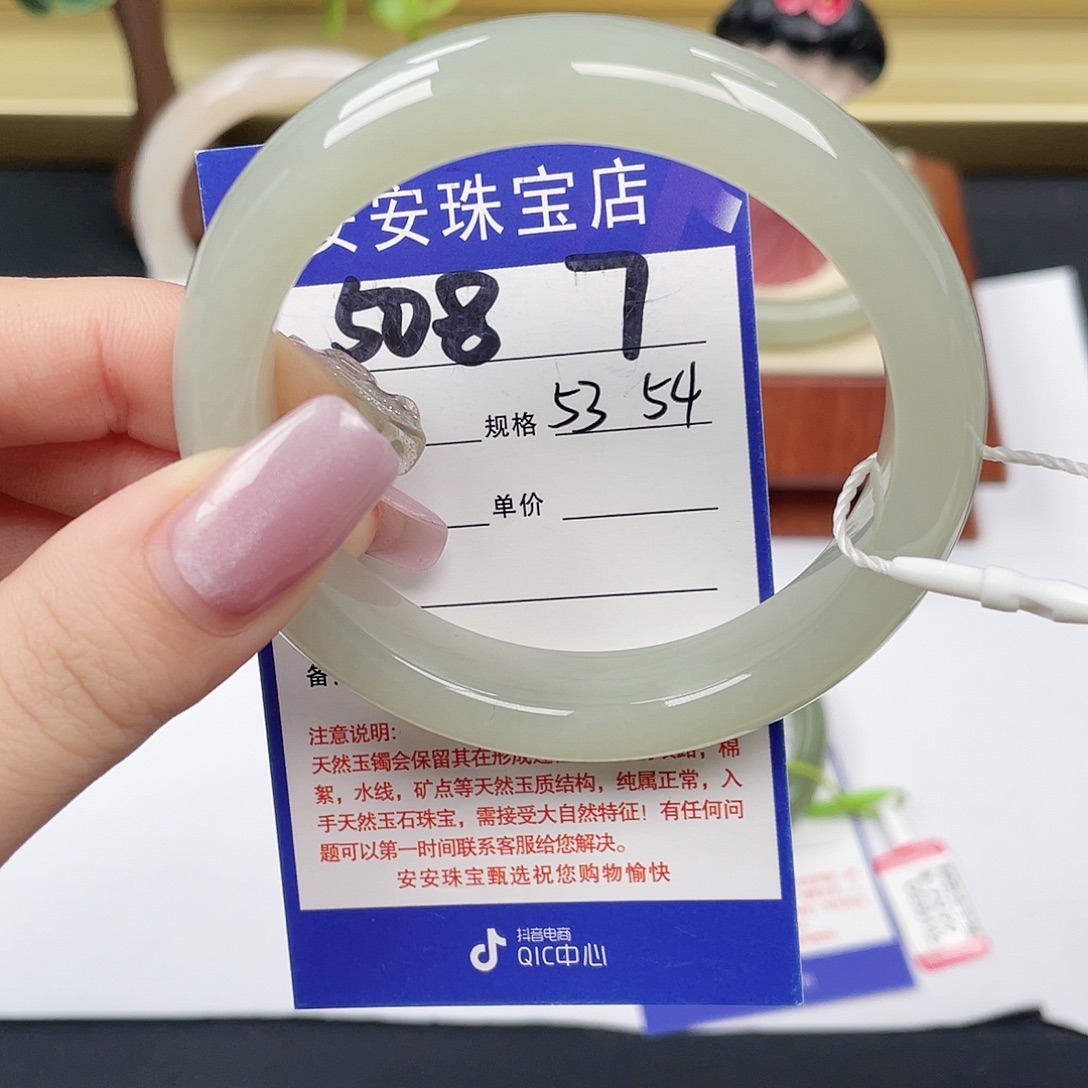 安安珠宝店
508 7
规格 53 54
单价
备:
注意说明:
天然玉镯会保留其在形成过 棉
絮，水线，矿点等天然玉质结构，纯属正常，入
手天然玉石珠宝，需接受大自然特征！有任何问
题可以第一时间联系客服给您解决。
安安珠宝甄选祝您购物愉快
抖音电商
QIC中心